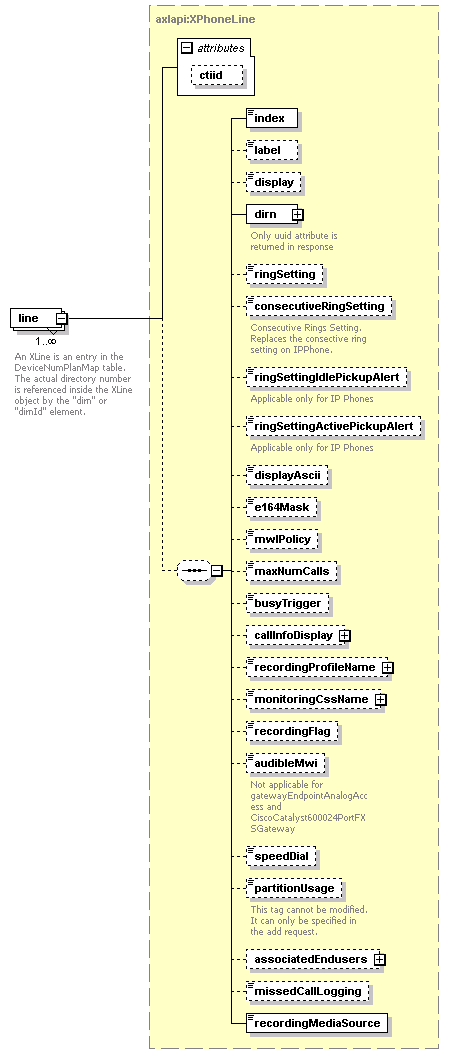 axlapi:XPhoneLine
attributes
ctiid
index
label
display
dirn
Only uuid attribute is
returned in response
ringSetting
consecutiveRingSetting
Consecutive Rings Setting.
Replaces the consective ring
setting on IPPhone.
line
1..∞
An XLine is an entry in the
DeviceNumPlanMap table.
The actual directory number
is referenced inside the XLine
object by the "dirn" or
"dirnId" element.
ringSettingIdlePickupAlert
Applicable only for IP Phones
ringSettingActivePickupAlert
Applicable only for IP Phones
displayAscii
e164Mask
mwlPolicy
maxNumCalls
busyTrigger
callInfoDisplay
recordingProfileName
monitoringCssName
recordingFlag
audibleMwi
Not applicable for
gatewayEndpointAnalogAcc
ess and
CiscoCatalyst600024PortFX
SGateway
speedDial
partitionUsage
This tag cannot be modified.
It can only be specified in
the add request.
associatedEndusers
missedCallLogging
recordingMediaSource